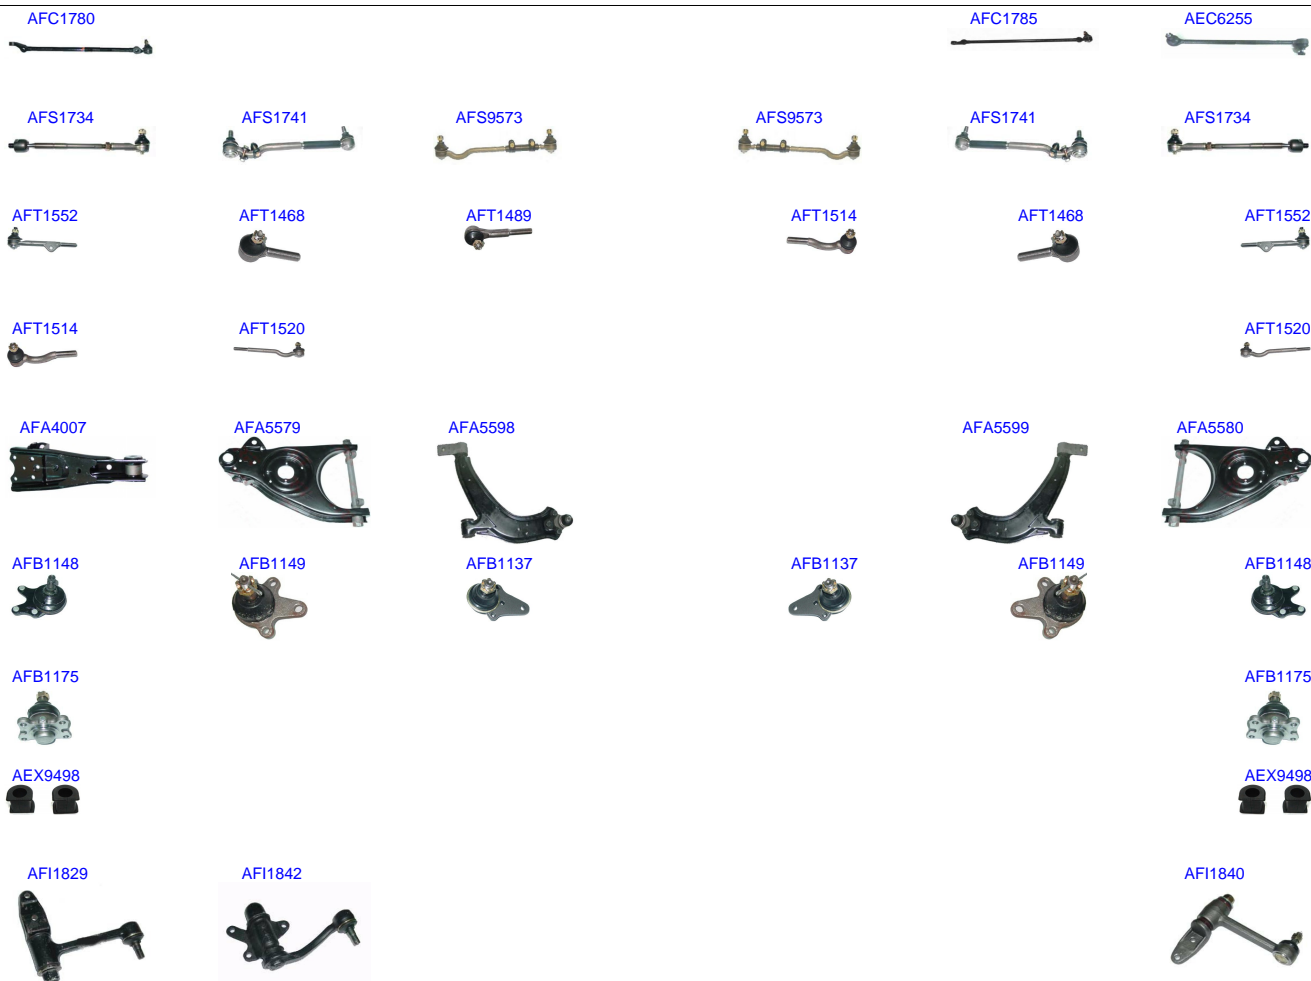 AFC1780 AFC1785 AEC6255
AFS1734 AFS1741 AFS9573 AFS9573 AFS1741 AFS1734
AFT1552 AFT1468 AFT1489 AFT1514 AFT1468 AFT1552
AFT1514 AFT1520 AFT1520
AFA4007 AFA5579 AFA5598 AFA5599 AFA5580
AFB1148 AFB1149 AFB1137 AFB1137 AFB1149 AFB1148
AFB1175 AFB1175
AEX9498 AEX9498
AFI1829 AFI1842 AFI1840